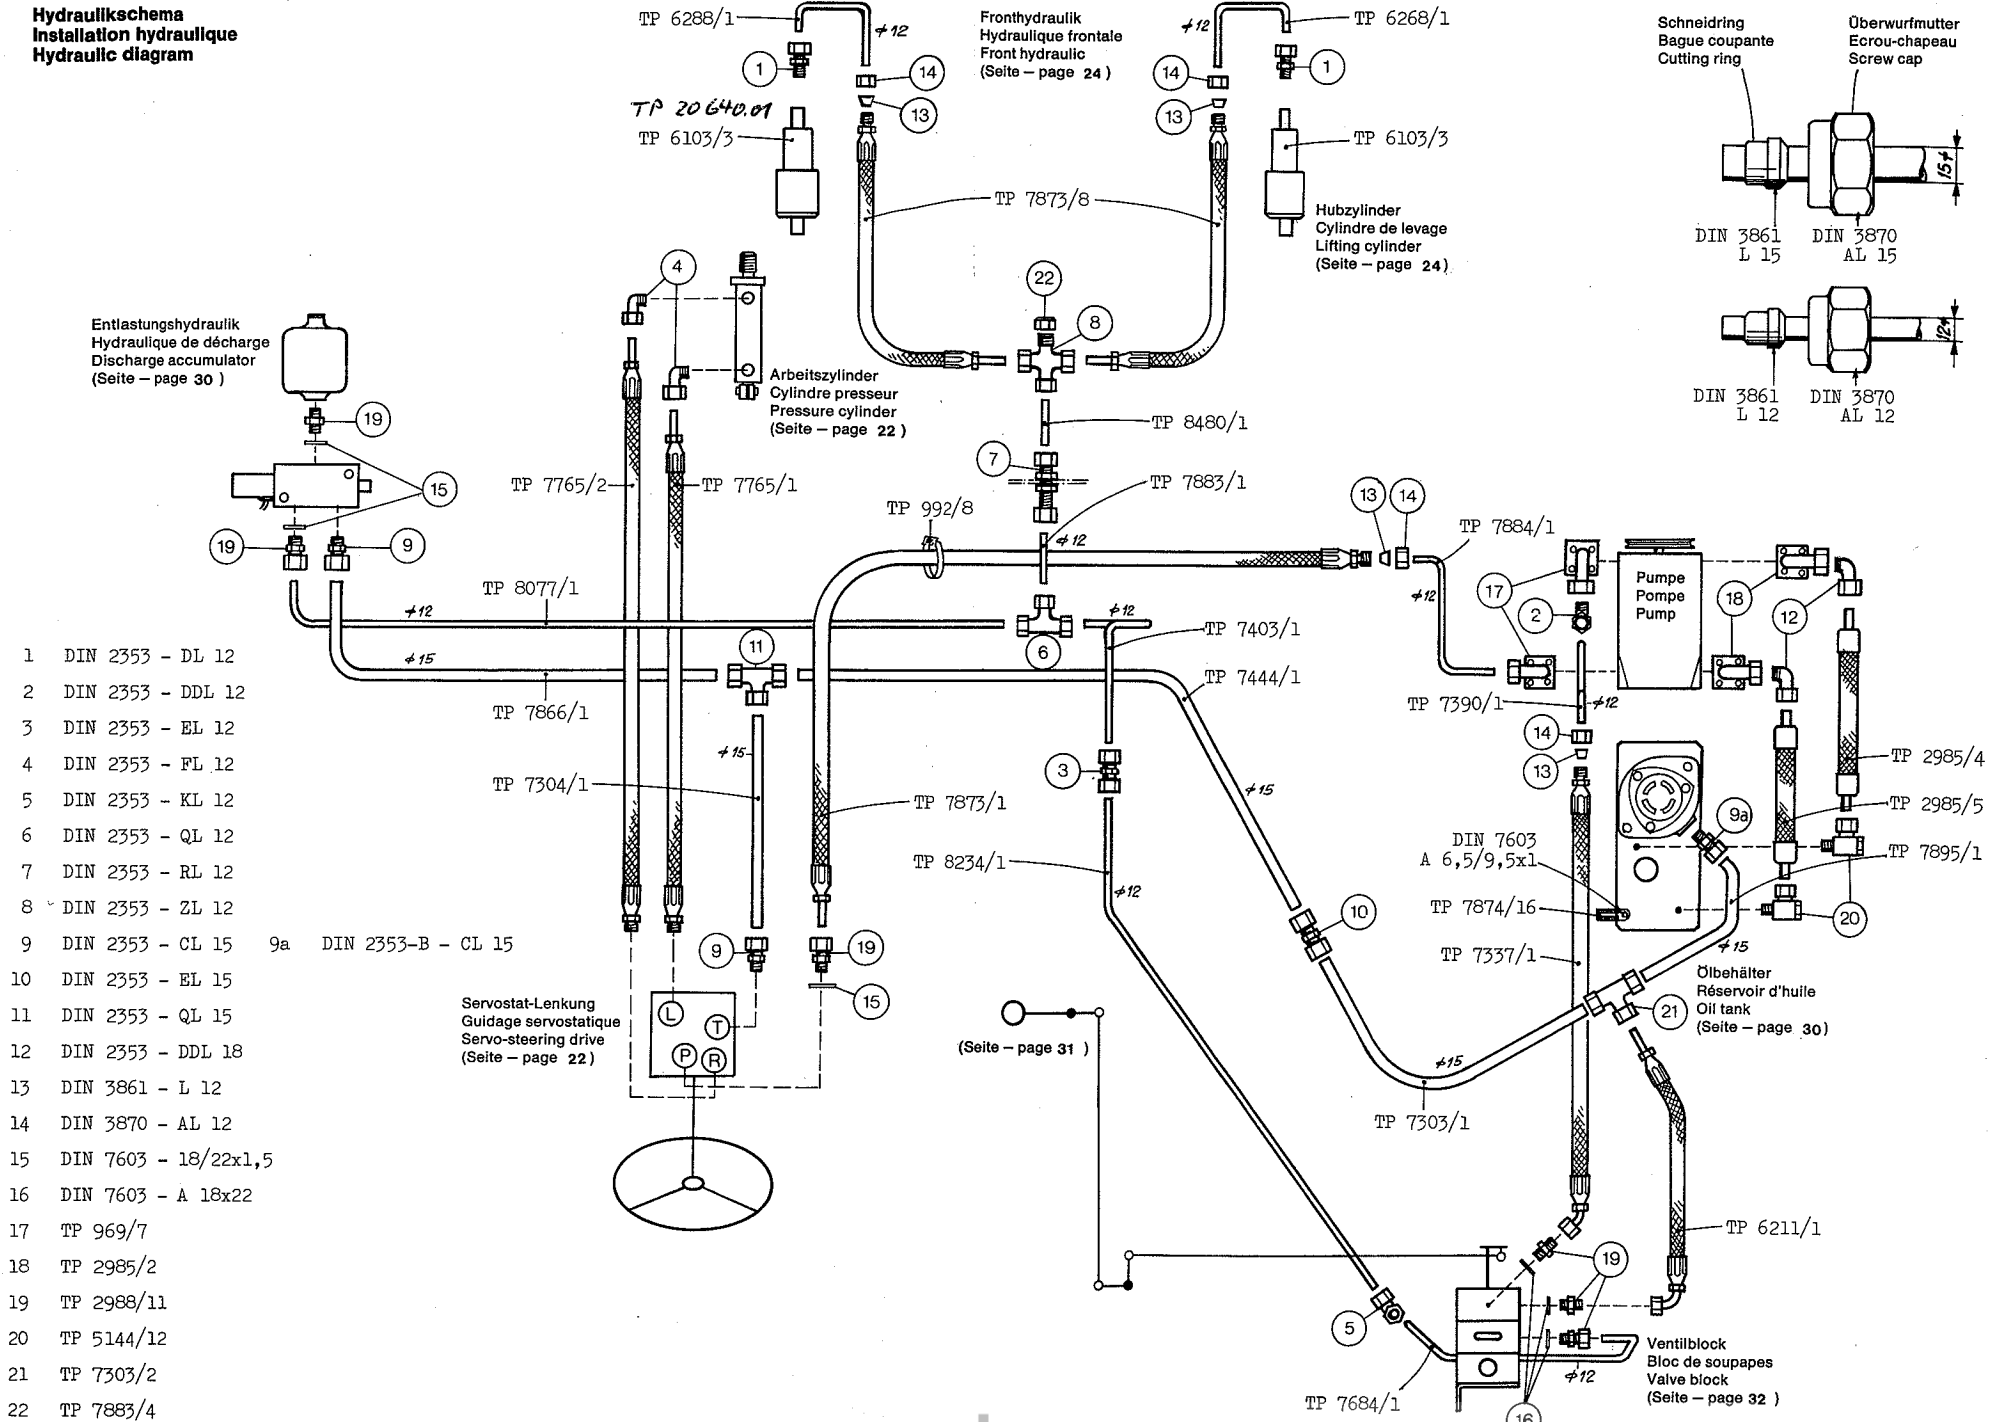 Hydraulikschema
Installation hydraulique
Hydraulic diagram
TP 6288/1
φ12
1
14
13
TP 20640.01
TP 6103/3
Fronthydraulik
Hydraulique frontale
Front hydraulic
(Seite – page 24)
φ12
TP 6268/1
14
1
13
TP 6103/3
TP 7873/8
Hubzylinder
Cylindre de levage
Lifting cylinder
(Seite – page 24)
Schneidring
Bague coupante
Cutting ring
Überwurfmutter
Ecrou-chapeau
Screw cap
15φ
DIN 3861
L 15
DIN 3870
AL 15
12φ
DIN 3861
L 12
DIN 3870
AL 12
Entlastungshydraulik
Hydraulique de décharge
Discharge accumulator
(Seite – page 30 )
19
15
19
9
4
Arbeitszylinder
Cylindre presseur
Pressure cylinder
(Seite – page 22 )
TP 7765/2
TP 7765/1
22
8
TP 8480/1
7
TP 7883/1
φ12
TP 992/8
13
14
TP 7884/1
φ12
17
2
Pumpe
Pompe
Pump
18
12
TP 8077/1
φ12
φ12
6
TP 7403/1
11
φ15
TP 7866/1
TP 7444/1
TP 7390/1
φ12
14
13
φ15
TP 7304/1
TP 7873/1
3
φ15
TP 2985/4
TP 2985/5
9a
DIN 7603
A 6,5/9,5x1
TP 7895/1
TP 8234/1
φ12
10
TP 7874/16
20
TP 7337/1
φ15
9
19
15
Servostat-Lenkung
Guidage servostatique
Servo-steering drive
(Seite – page 22 )
L
T
P
R
(Seite – page 31 )
Ölbehälter
Réservoir d'huile
Oil tank
(Seite – page 30)
21
φ15
TP 7303/1
TP 6211/1
19
5
φ12
Ventilblock
Bloc de soupapes
Valve block
(Seite – page 32 )
TP 7684/1
16
1 DIN 2353 - DL 12
2 DIN 2353 - DDL 12
3 DIN 2353 - EL 12
4 DIN 2353 - FL 12
5 DIN 2353 - KL 12
6 DIN 2353 - QL 12
7 DIN 2353 - RL 12
8 DIN 2353 - ZL 12
9 DIN 2353 - CL 15 9a DIN 2353-B - CL 15
10 DIN 2353 - EL 15
11 DIN 2353 - QL 15
12 DIN 2353 - DDL 18
13 DIN 3861 - L 12
14 DIN 3870 - AL 12
15 DIN 7603 - 18/22x1,5
16 DIN 7603 - A 18x22
17 TP 969/7
18 TP 2985/2
19 TP 2988/11
20 TP 5144/12
21 TP 7303/2
22 TP 7883/4